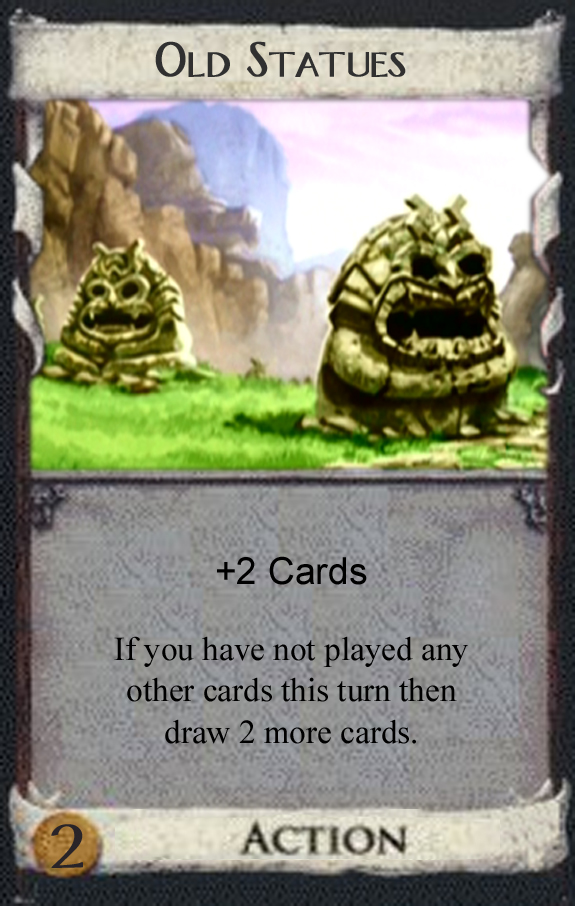 Old Statues
+2 Cards
If you have not played any
other cards this turn then
draw 2 more cards.
2
Action